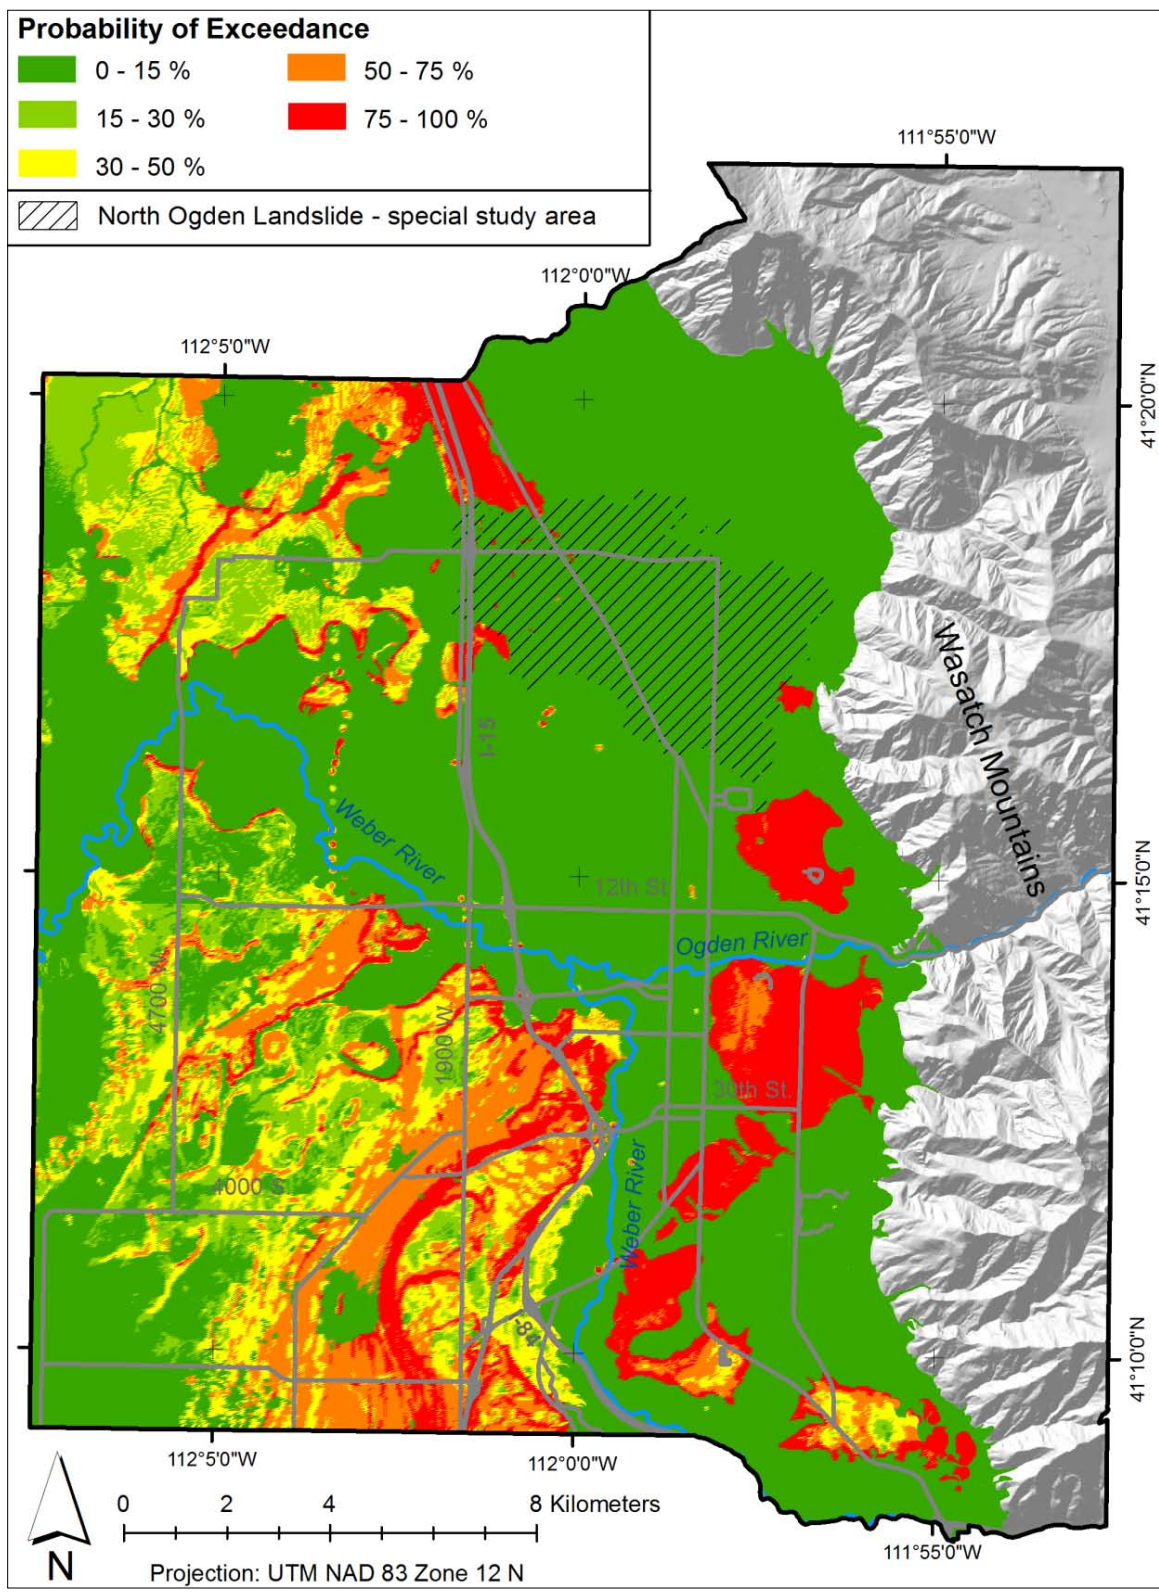 Probability of Exceedance
0 - 15 %
50 - 75 %
15 - 30 %
75 - 100 %
30 - 50 %
North Ogden Landslide - special study area
111°55'0"W
112°0'0"W
112°5'0"W
41°20'0"N
Wasatch Mountains
I-15
Weber River
41°15'0"N
12th St.
Ogden River
4700 W.
1900 W.
30th St.
4000 S.
Weber River
I-84
41°10'0"N
112°5'0"W
112°0'0"W
111°55'0"W
0 2 4 8 Kilometers
N
Projection: UTM NAD 83 Zone 12 N